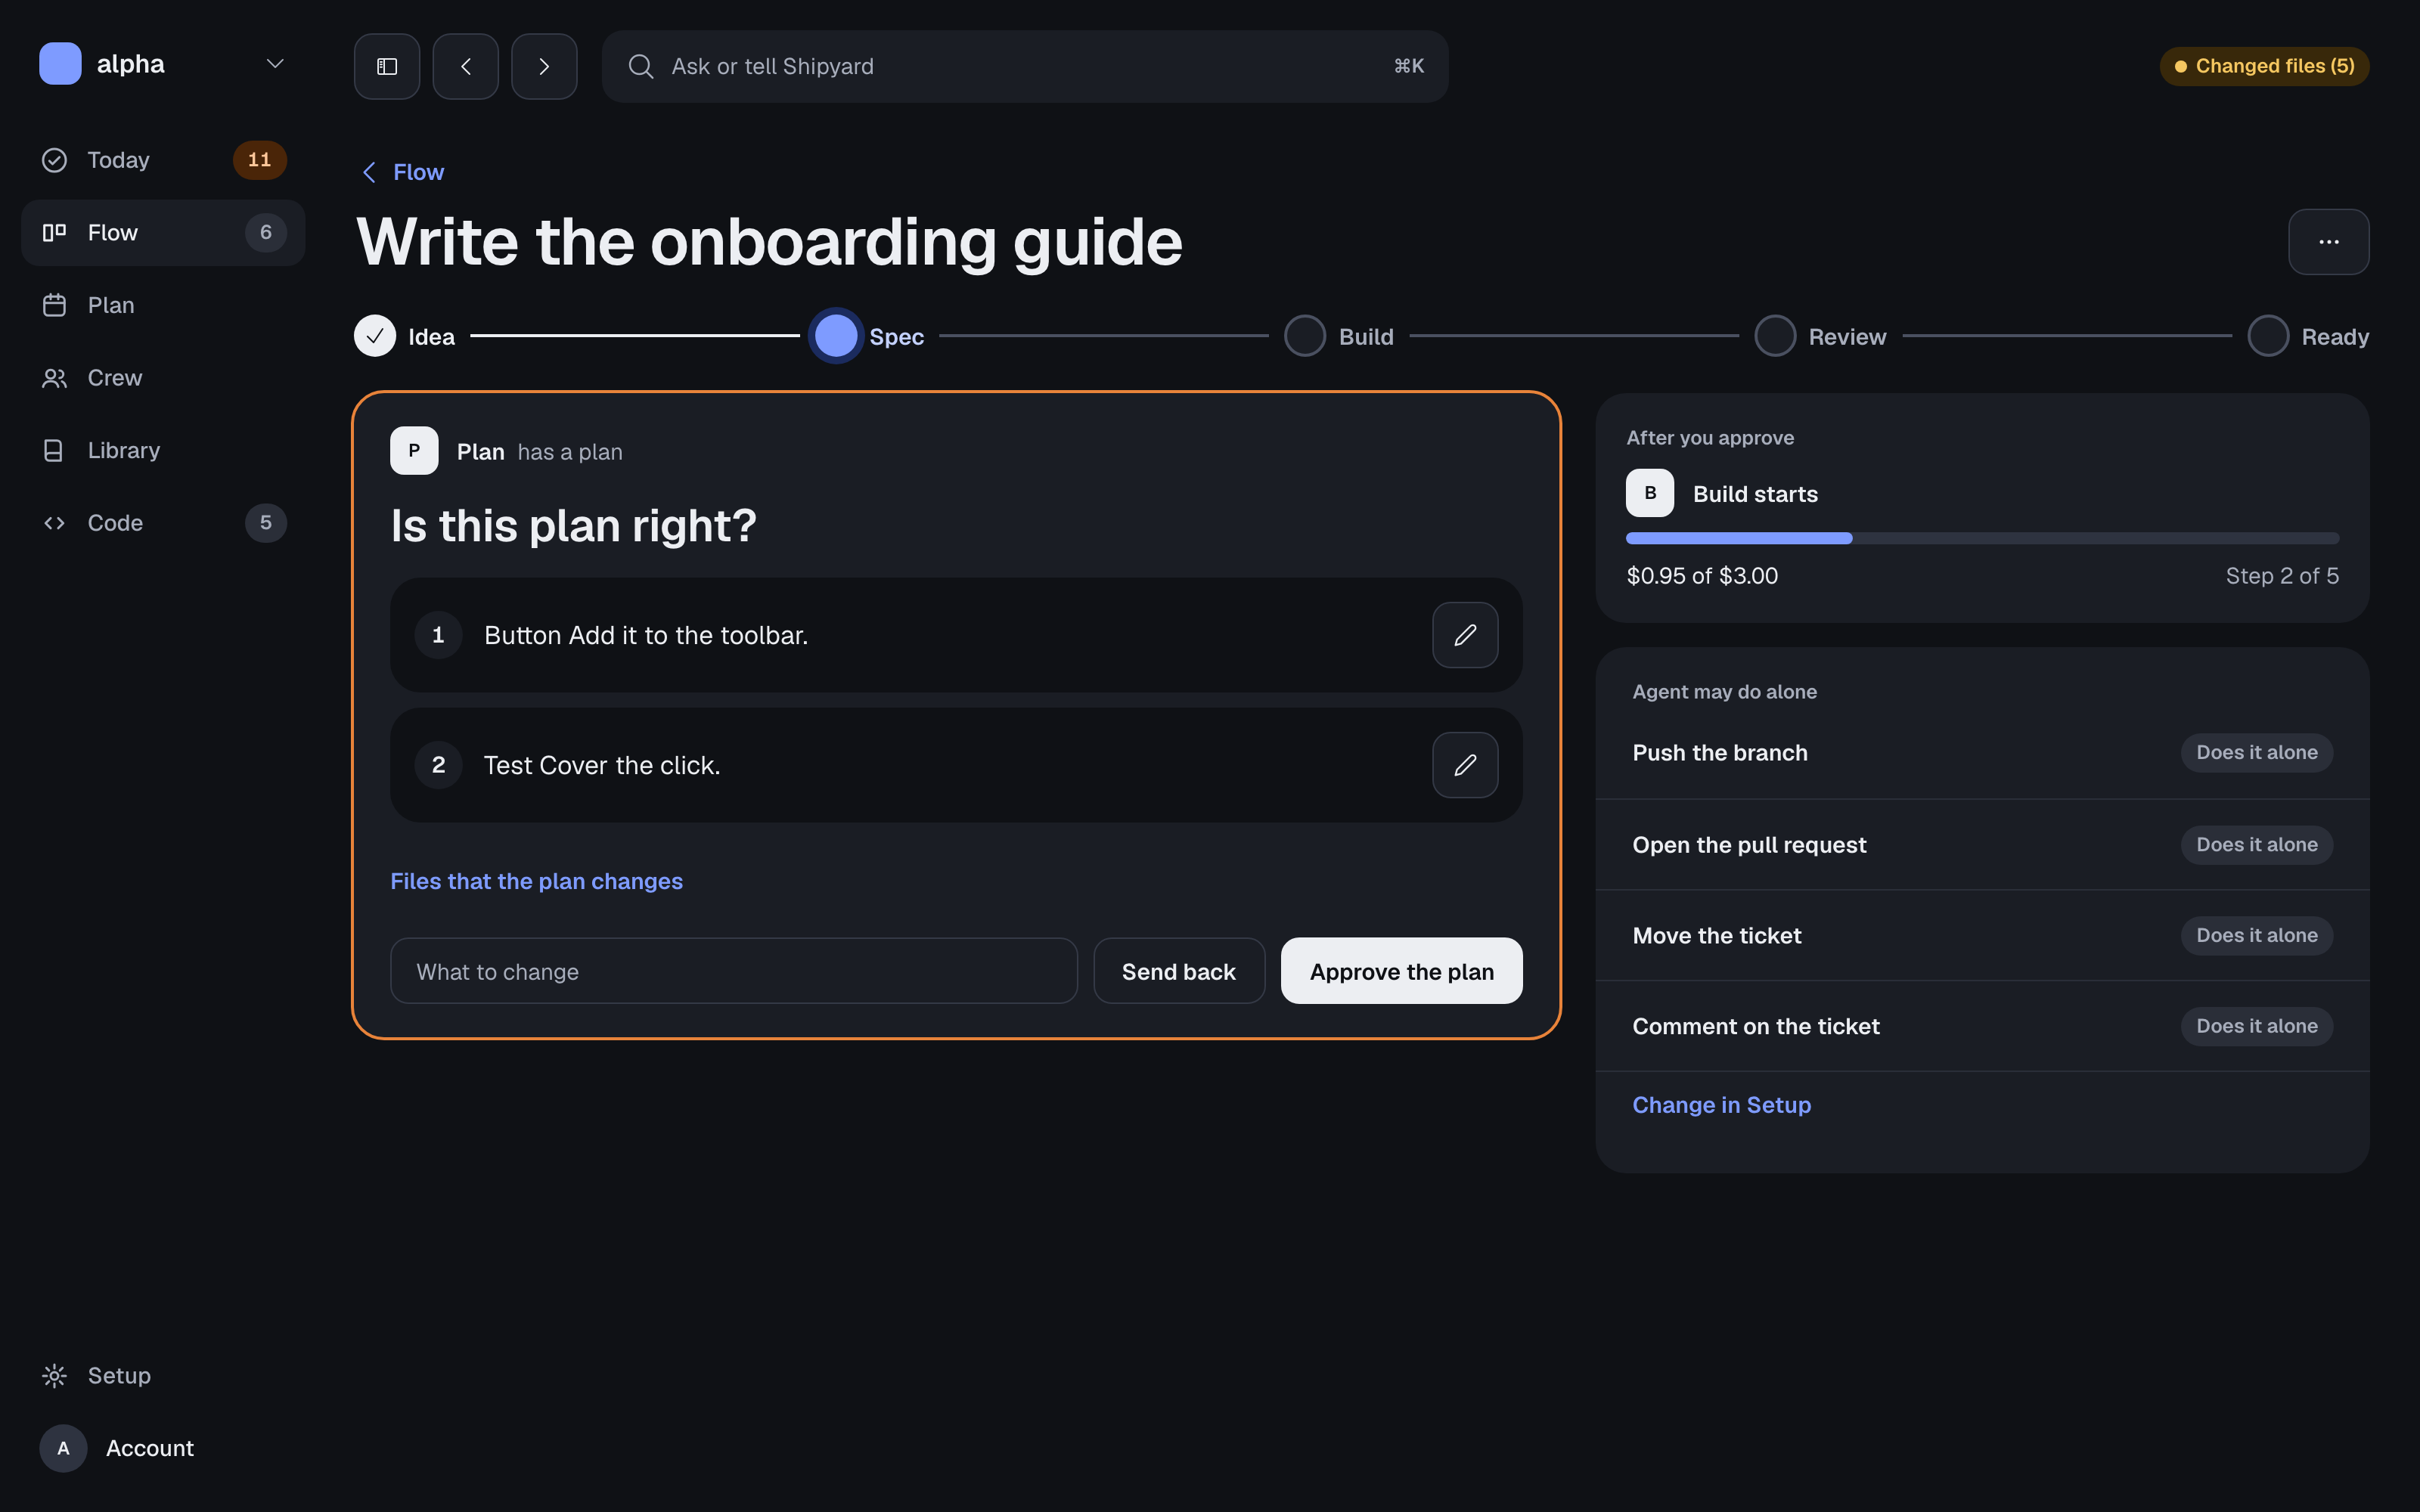 alpha
Ask or tell Shipyard
⌘K
Changed files (5)
Today
11
Flow
6
Plan
Crew
Library
Code
5
Setup
A
Account
Flow
Write the onboarding guide
...
Idea
Spec
Build
Review
Ready
P
Plan has a plan
Is this plan right?
1
Button Add it to the toolbar.
2
Test Cover the click.
Files that the plan changes
What to change
Send back
Approve the plan
After you approve
B
Build starts
$0.95 of $3.00
Step 2 of 5
Agent may do alone
Push the branch
Does it alone
Open the pull request
Does it alone
Move the ticket
Does it alone
Comment on the ticket
Does it alone
Change in Setup